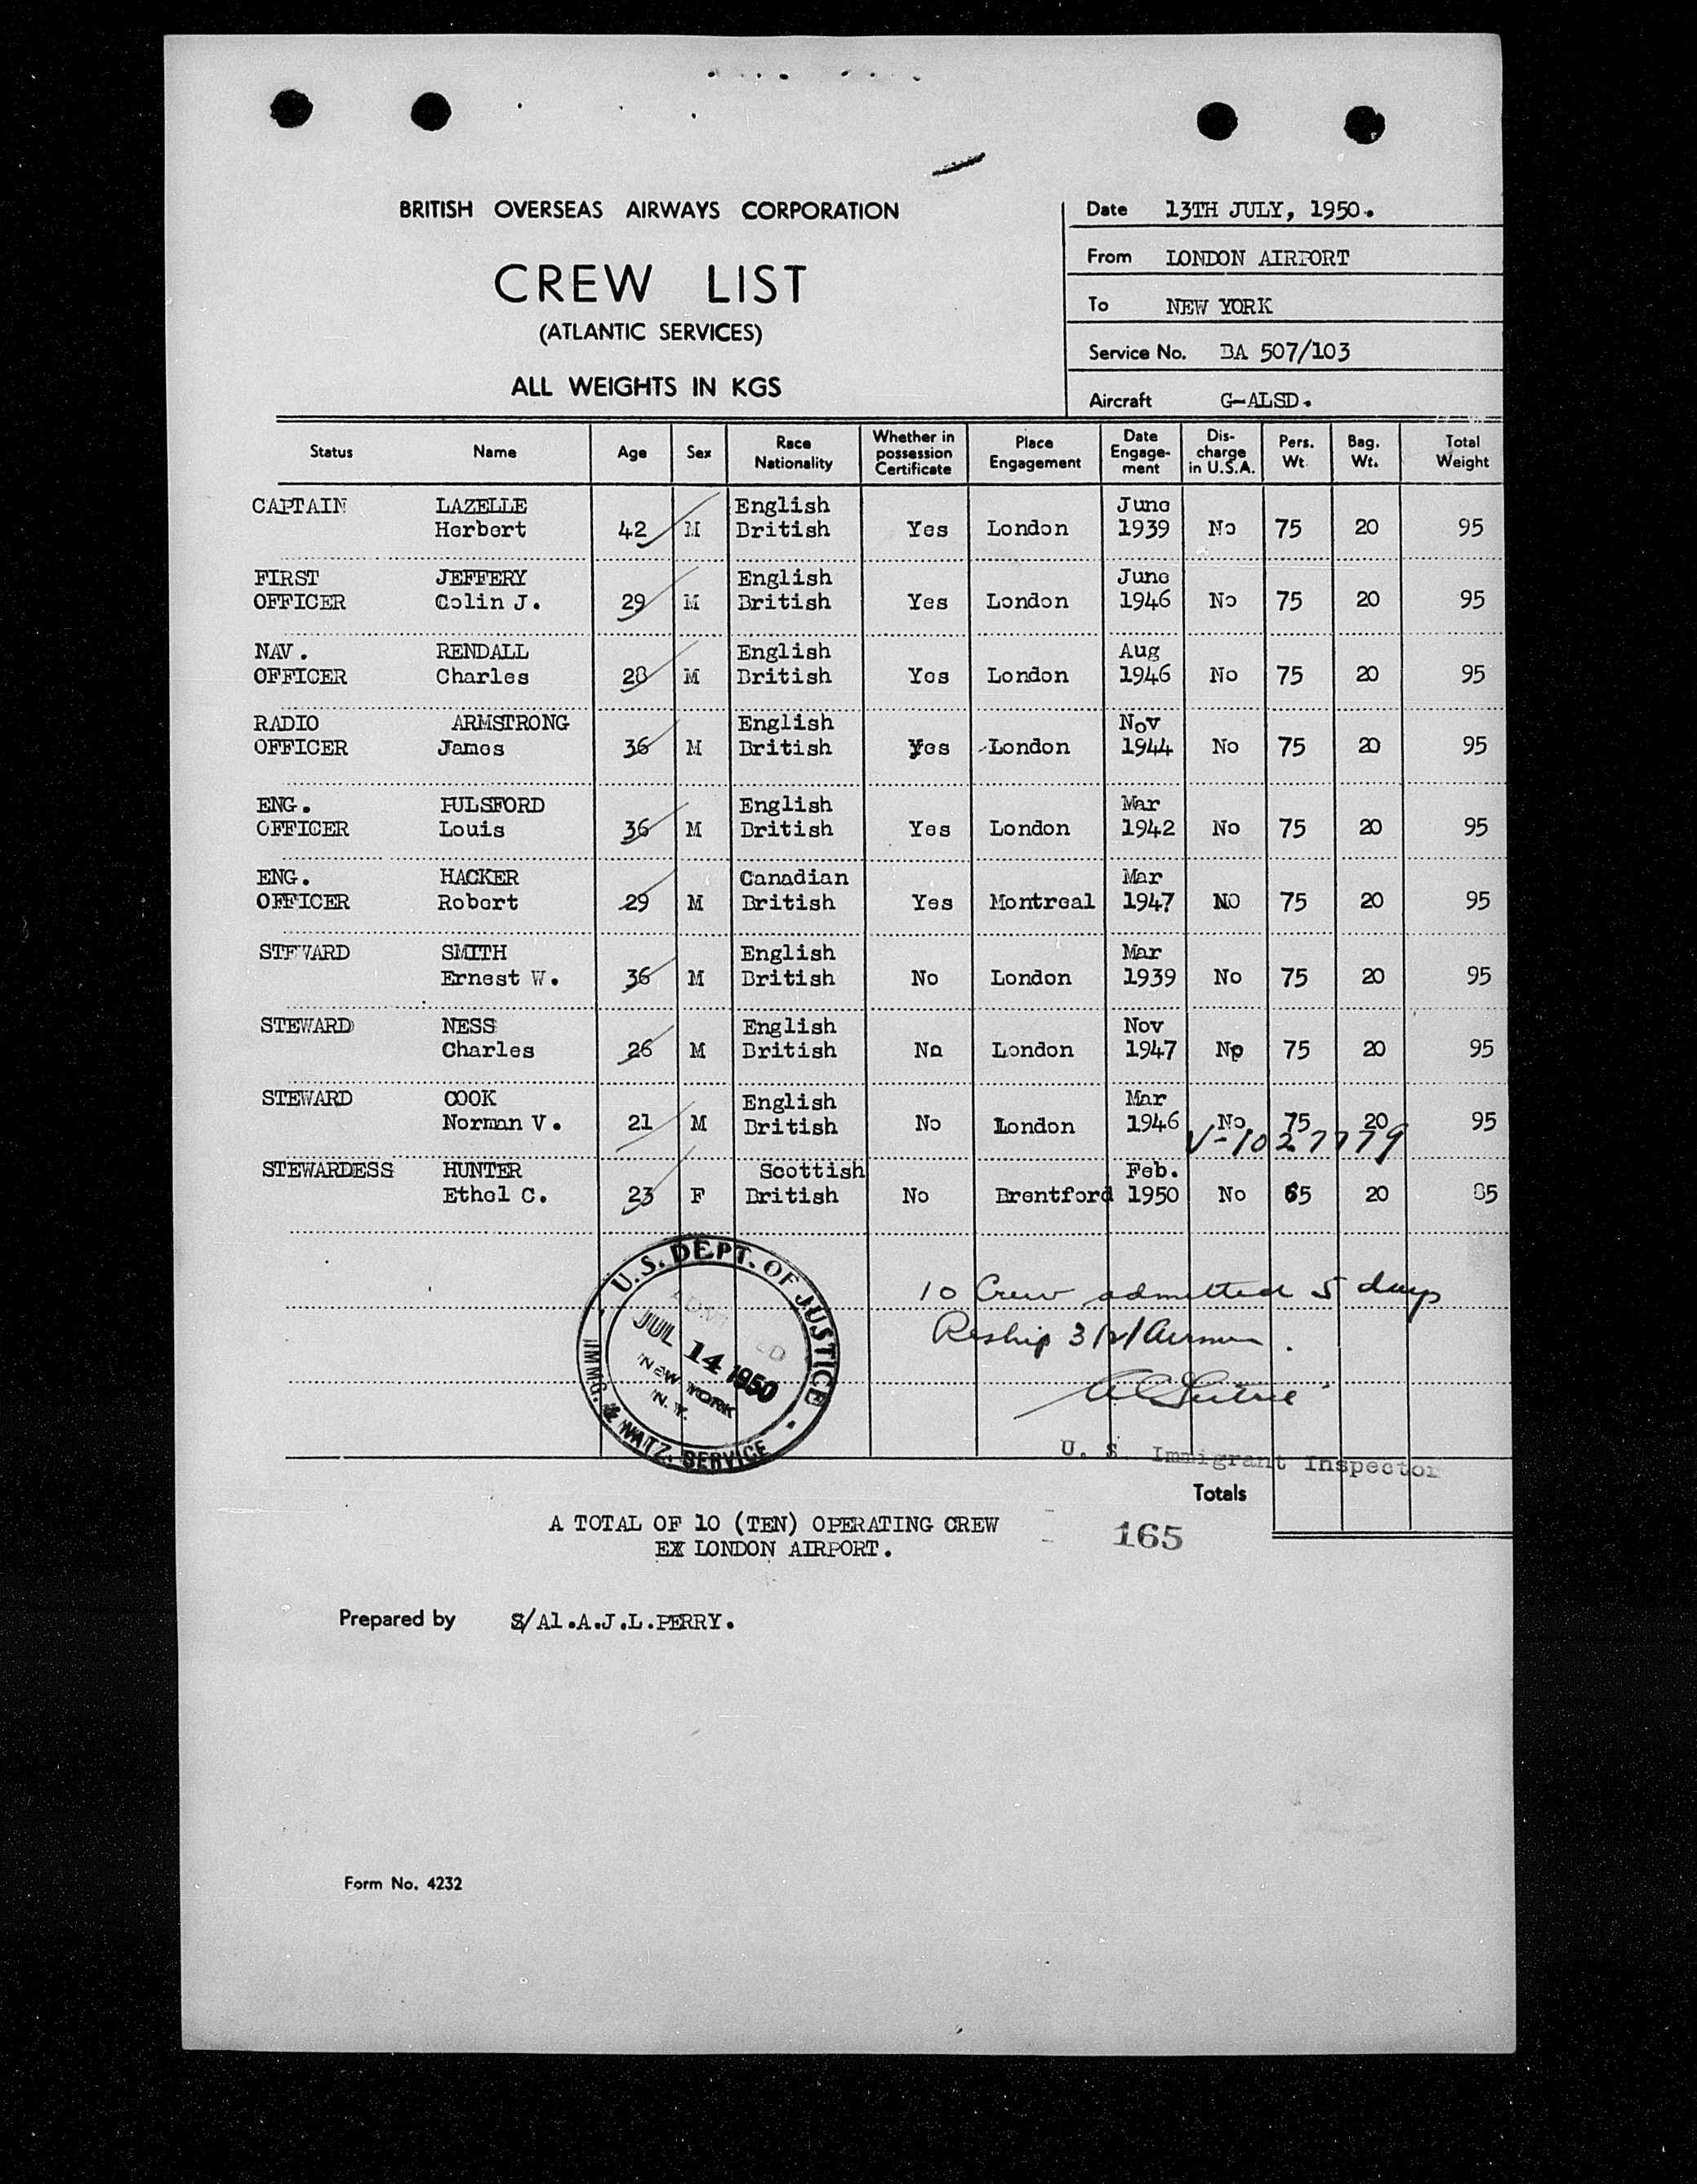 BRITISH OVERSEAS AIRWAYS CORPORATION
CREW LIST
(ATLANTIC SERVICES)
ALL WEIGHTS IN KGS
Date 13TH JULY, 1950.
From LONDON AIRPORT
To NEW YORK
Service No. BA 507/103
Aircraft G-ALSD.
Status Name Age Sex Race Nationality Whether in possession Certificate Place Engagement Date Engage-ment Dis-charge in U.S.A. Pers. Wt. Bag. Wt. Total Weight
CAPTAIN LAZELLE English June
Herbert 42 M British Yes London 1939 No 75 20 95
FIRST JEFFERY English June
OFFICER Colin J. 29 M British Yes London 1946 No 75 20 95
NAV. RENDALL English Aug
OFFICER Charles 28 M British Yes London 1946 No 75 20 95
RADIO ARMSTRONG English Nov
OFFICER James 36 M British Yes London 1944 No 75 20 95
ENG. PULSFORD English Mar
OFFICER Louis 36 M British Yes London 1942 No 75 20 95
ENG. HACKER Canadian Mar
OFFICER Robert 29 M British Yes Montreal 1947 NO 75 20 95
STEWARD SMITH English Mar
Ernest W. 36 M British No London 1939 No 75 20 95
STEWARD NESS English Nov
Charles 26 M British No London 1947 No 75 20 95
STEWARD COOK English Mar
Norman V. 21 M British No London 1946 No 75 20 95
V-1027779
STEWARDESS HUNTER Scottish Feb.
Ethel C. 23 F British No Brentford 1950 No 65 20 85
U.S. DEPT. OF JUSTICE
ADMITTED
JUL 14 1950
NEW YORK
N.Y.
IMMG. & NATZ. SERVICE
10 Crew admitted 5 days
Reship
U. S. Immigrant Inspector
Totals
A TOTAL OF 10 (TEN) OPERATING CREW
EX LONDON AIRPORT.
165
Prepared by S/Al.A.J.L.PERRY.
Form No. 4232